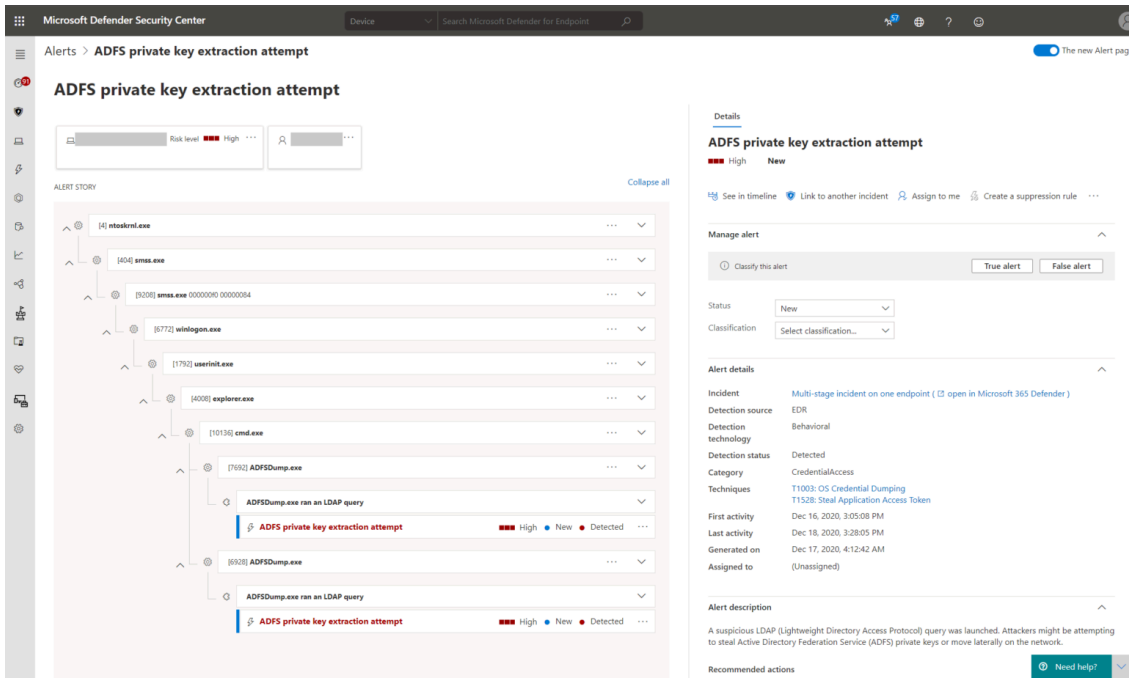 Microsoft Defender Security Center
Device
Search Microsoft Defender for Endpoint
57
?
91
Alerts > ADFS private key extraction attempt
The new Alert pag
ADFS private key extraction attempt
Risk level High ...
...
ALERT STORY
Collapse all
[4] ntoskrnl.exe ...
[404] smss.exe ...
[9208] smss.exe 000000f0 00000084 ...
[6772] winlogon.exe ...
[1792] userinit.exe ...
[4008] explorer.exe ...
[10136] cmd.exe ...
[7692] ADFSDump.exe ...
ADFSDump.exe ran an LDAP query
ADFS private key extraction attempt High New Detected ...
[6928] ADFSDump.exe ...
ADFSDump.exe ran an LDAP query
ADFS private key extraction attempt High New Detected ...
Details
ADFS private key extraction attempt
High New
See in timeline Link to another incident Assign to me Create a suppression rule ...
Manage alert
Classify this alert True alert False alert
Status New
Classification Select classification...
Alert details
Incident Multi-stage incident on one endpoint ( open in Microsoft 365 Defender )
Detection source EDR
Detection technology Behavioral
Detection status Detected
Category CredentialAccess
Techniques T1003: OS Credential Dumping
T1528: Steal Application Access Token
First activity Dec 16, 2020, 3:05:08 PM
Last activity Dec 18, 2020, 3:28:05 PM
Generated on Dec 17, 2020, 4:12:42 AM
Assigned to (Unassigned)
Alert description
A suspicious LDAP (Lightweight Directory Access Protocol) query was launched. Attackers might be attempting
to steal Active Directory Federation Service (ADFS) private keys or move laterally on the network.
Recommended actions
Need help?